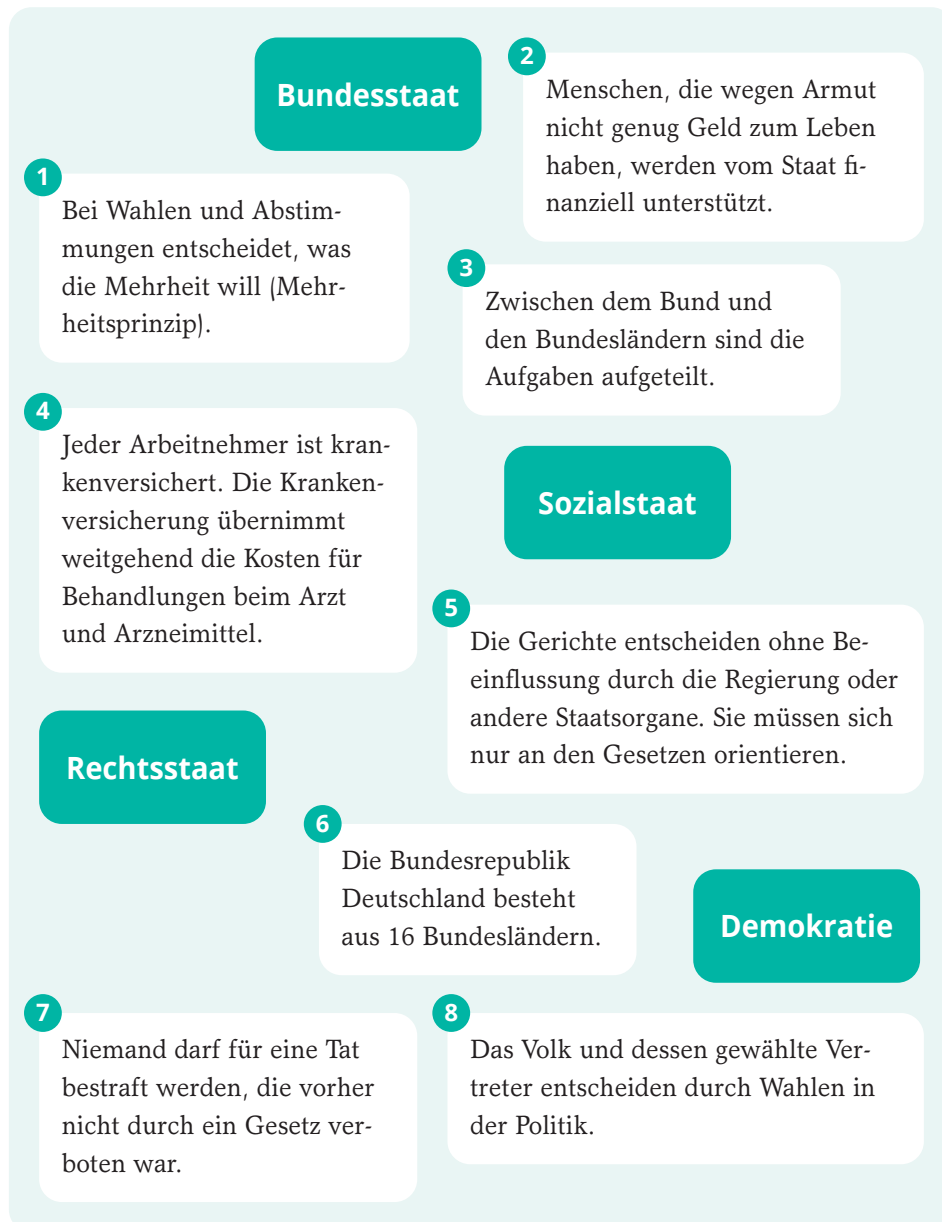 Bundesstaat
2
Menschen, die wegen Armut
nicht genug Geld zum Leben
haben, werden vom Staat fi-
nanziell unterstützt.
1
Bei Wahlen und Abstim-
mungen entscheidet, was
die Mehrheit will (Mehr-
heitsprinzip).
3
Zwischen dem Bund und
den Bundesländern sind die
Aufgaben aufgeteilt.
4
Jeder Arbeitnehmer ist kran-
kenversichert. Die Kranken-
versicherung übernimmt
weitgehend die Kosten für
Behandlungen beim Arzt
und Arzneimittel.
Sozialstaat
5
Die Gerichte entscheiden ohne Be-
einflussung durch die Regierung oder
andere Staatsorgane. Sie müssen sich
nur an den Gesetzen orientieren.
Rechtsstaat
6
Die Bundesrepublik
Deutschland besteht
aus 16 Bundesländern.
Demokratie
7
Niemand darf für eine Tat
bestraft werden, die vorher
nicht durch ein Gesetz ver-
boten war.
8
Das Volk und dessen gewählte Ver-
treter entscheiden durch Wahlen in
der Politik.